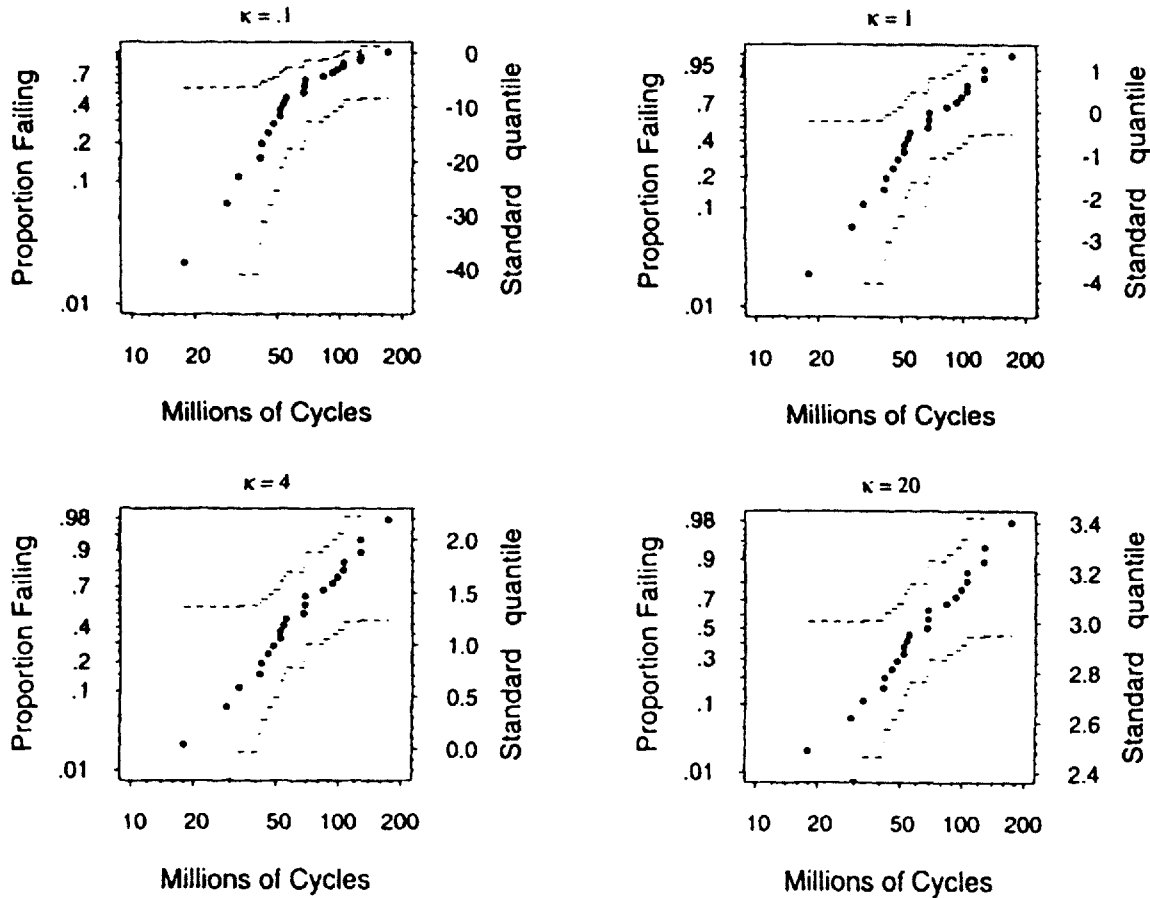 κ = .1
Proportion Failing
.7
.4
.2
.1
.01
0
-10
-20
-30
-40
Standard quantile
10 20 50 100 200
Millions of Cycles
κ = 1
Proportion Failing
.95
.7
.4
.2
.1
.01
1
0
-1
-2
-3
-4
Standard quantile
10 20 50 100 200
Millions of Cycles
κ = 4
Proportion Failing
.98
.9
.7
.4
.2
.1
.01
2.0
1.5
1.0
0.5
0.0
Standard quantile
10 20 50 100 200
Millions of Cycles
κ = 20
Proportion Failing
.98
.9
.7
.5
.3
.1
.01
3.4
3.2
3.0
2.8
2.6
2.4
Standard quantile
10 20 50 100 200
Millions of Cycles